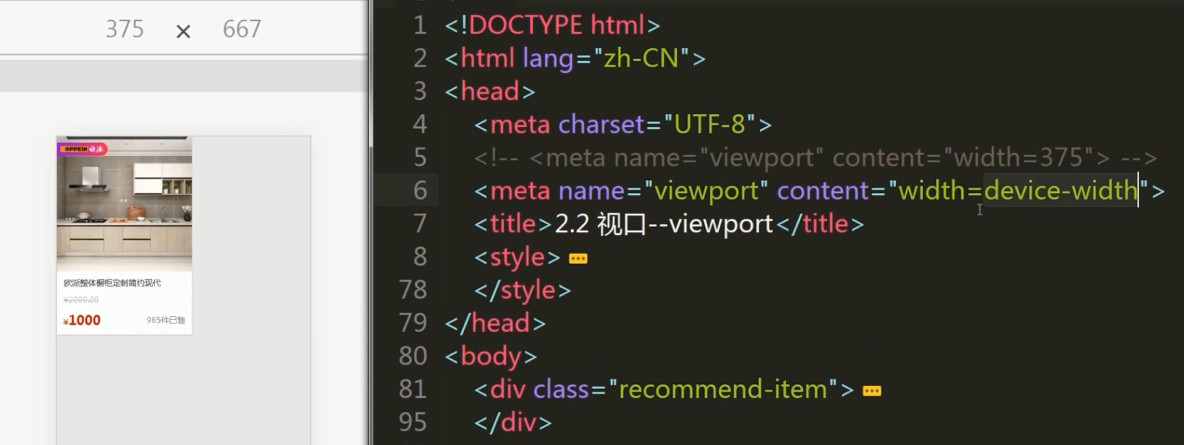 375 × 667
OPPEIN 欧派
欧派整体橱柜定制简约现代
¥2000.00
¥1000 985件已售
1 <!DOCTYPE html>
2 <html lang="zh-CN">
3 <head>
4 <meta charset="UTF-8">
5 <!-- <meta name="viewport" content="width=375"> -->
6 <meta name="viewport" content="width=device-width">
7 <title>2.2 视口--viewport</title>
8 <style>
78 </style>
79 </head>
80 <body>
81 <div class="recommend-item">
95 </div>